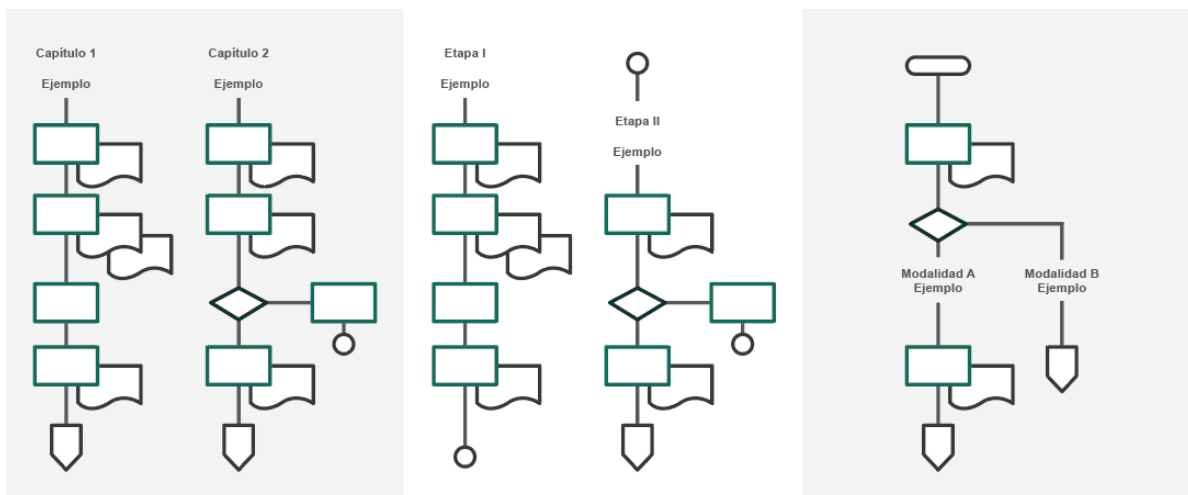 Capítulo 1
Ejemplo
Capítulo 2
Ejemplo
Etapa I
Ejemplo
Etapa II
Ejemplo
Modalidad A
Ejemplo
Modalidad B
Ejemplo